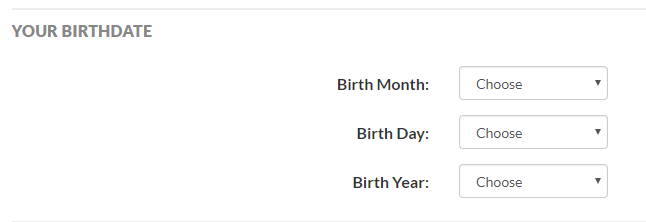 YOUR BIRTHDATE
Birth Month: Choose
Birth Day: Choose
Birth Year: Choose